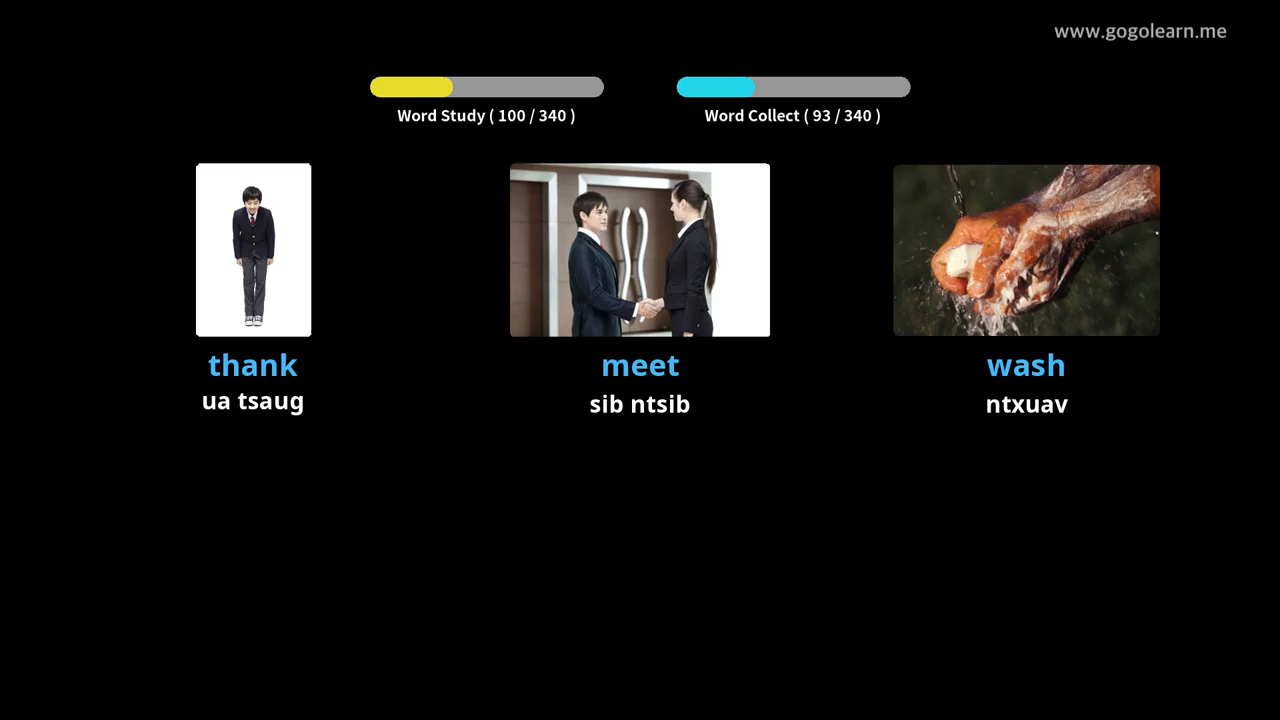 www.gogolearn.me
Word Study ( 100 / 340 )
Word Collect ( 93 / 340 )
thank
ua tsaug
meet
sib ntsib
wash
ntxuav